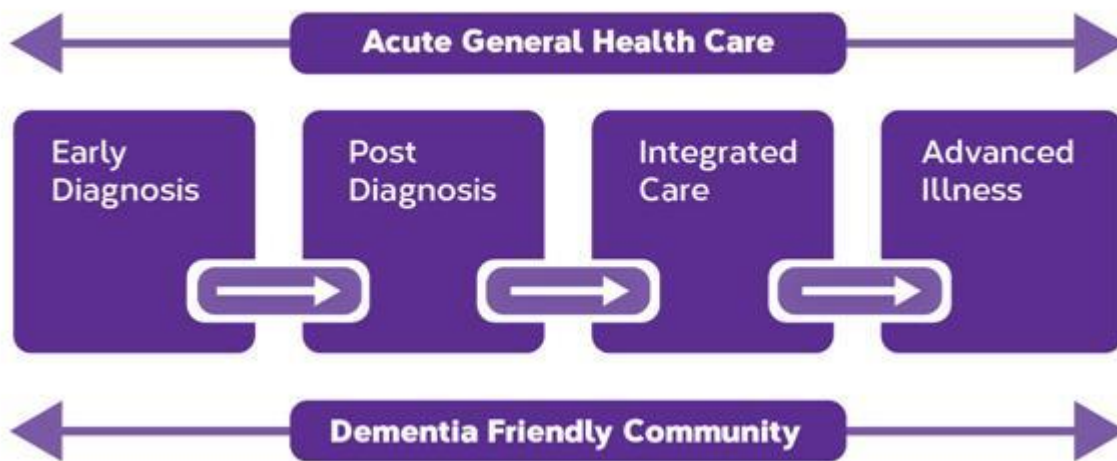 Acute General Health Care
Early
Diagnosis
Post
Diagnosis
Integrated
Care
Advanced
Illness
Dementia Friendly Community